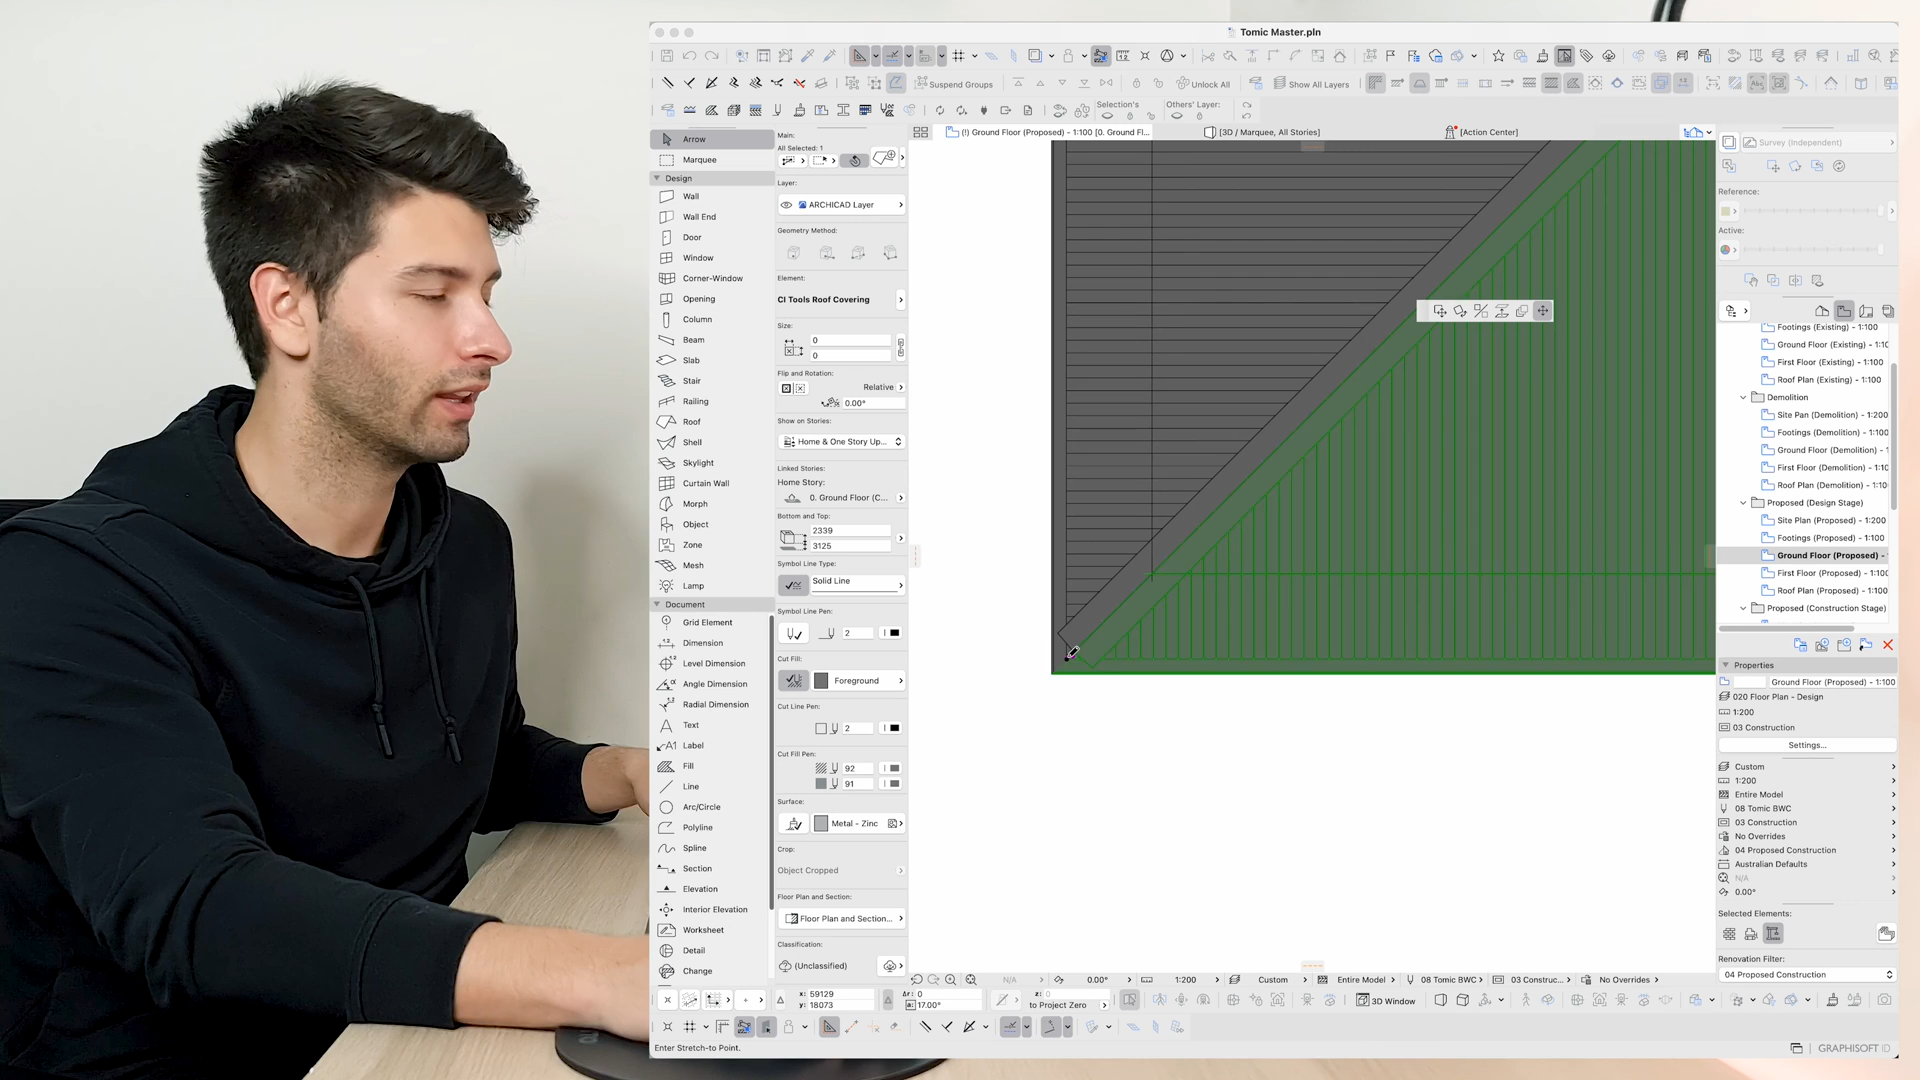 Tomic Master.pln
Suspend Groups
Unlock All
Show All Layers
Selection's
Others' Layer:
(!) Ground Floor (Proposed) - 1:100 [0. Ground Fl...
[3D / Marquee, All Stories]
[Action Center]
Arrow
Marquee
Design
Wall
Wall End
Door
Window
Corner-Window
Opening
Column
Beam
Slab
Stair
Railing
Roof
Shell
Skylight
Curtain Wall
Morph
Object
Zone
Mesh
Lamp
Document
Grid Element
Dimension
Level Dimension
Angle Dimension
Radial Dimension
Text
Label
Fill
Line
Arc/Circle
Polyline
Spline
Section
Elevation
Interior Elevation
Worksheet
Detail
Change
Main:
All Selected: 1
Layer:
ARCHICAD Layer
Geometry Method:
Element:
CI Tools Roof Covering
Size:
0
0
Flip and Rotation:
Relative
0.00°
Show on Stories:
Home & One Story Up...
Linked Stories:
Home Story:
0. Ground Floor (C...
Bottom and Top:
2339
3125
Symbol Line Type:
Solid Line
Symbol Line Pen:
2
Cut Fill:
Foreground
Cut Line Pen:
2
Cut Fill Pen:
92
91
Surface:
Metal - Zinc
Crop:
Object Cropped
Floor Plan and Section:
Floor Plan and Section...
Classification:
(Unclassified)
Survey (Independent)
Reference:
Active:
Footings (Existing) - 1:100
Ground Floor (Existing) - 1:10
First Floor (Existing) - 1:100
Roof Plan (Existing) - 1:100
Demolition
Site Pan (Demolition) - 1:200
Footings (Demolition) - 1:100
Ground Floor (Demolition) - 1
First Floor (Demolition) - 1:10
Roof Plan (Demolition) - 1:10
Proposed (Design Stage)
Site Plan (Proposed) - 1:200
Footings (Proposed) - 1:100
Ground Floor (Proposed) -
First Floor (Proposed) - 1:100
Roof Plan (Proposed) - 1:100
Proposed (Construction Stage)
Properties
Ground Floor (Proposed) - 1:100
020 Floor Plan - Design
1:200
03 Construction
Settings...
Custom
1:200
Entire Model
08 Tomic BWC
03 Construction
No Overrides
04 Proposed Construction
Australian Defaults
N/A
0.00°
Selected Elements:
Renovation Filter:
04 Proposed Construction
N/A
0.00°
1:200
Custom
Entire Model
08 Tomic BWC
03 Construc...
No Overrides
x: 59129
y: 18073
Δr: 0
a: 17.00°
z: 0
to Project Zero
3D Window
Enter Stretch-to Point.
GRAPHISOFT ID